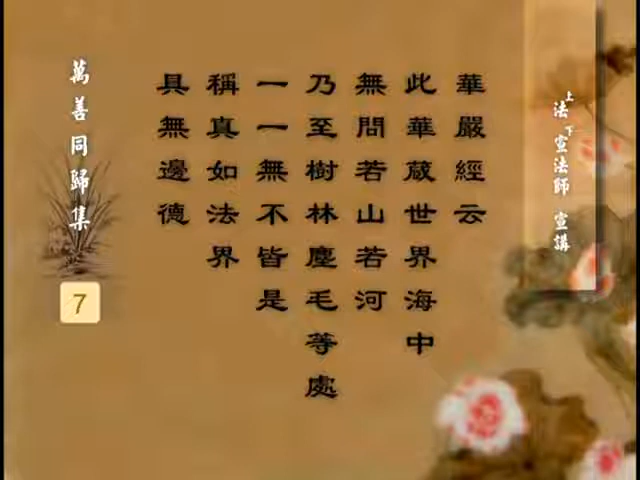 上法下宣法師 宣講
華嚴經云
此華蔵世界海中
無問若山若河
乃至樹林塵毛等處
一一無不皆是
稱真如法界
具無邊德
萬善同歸集
7